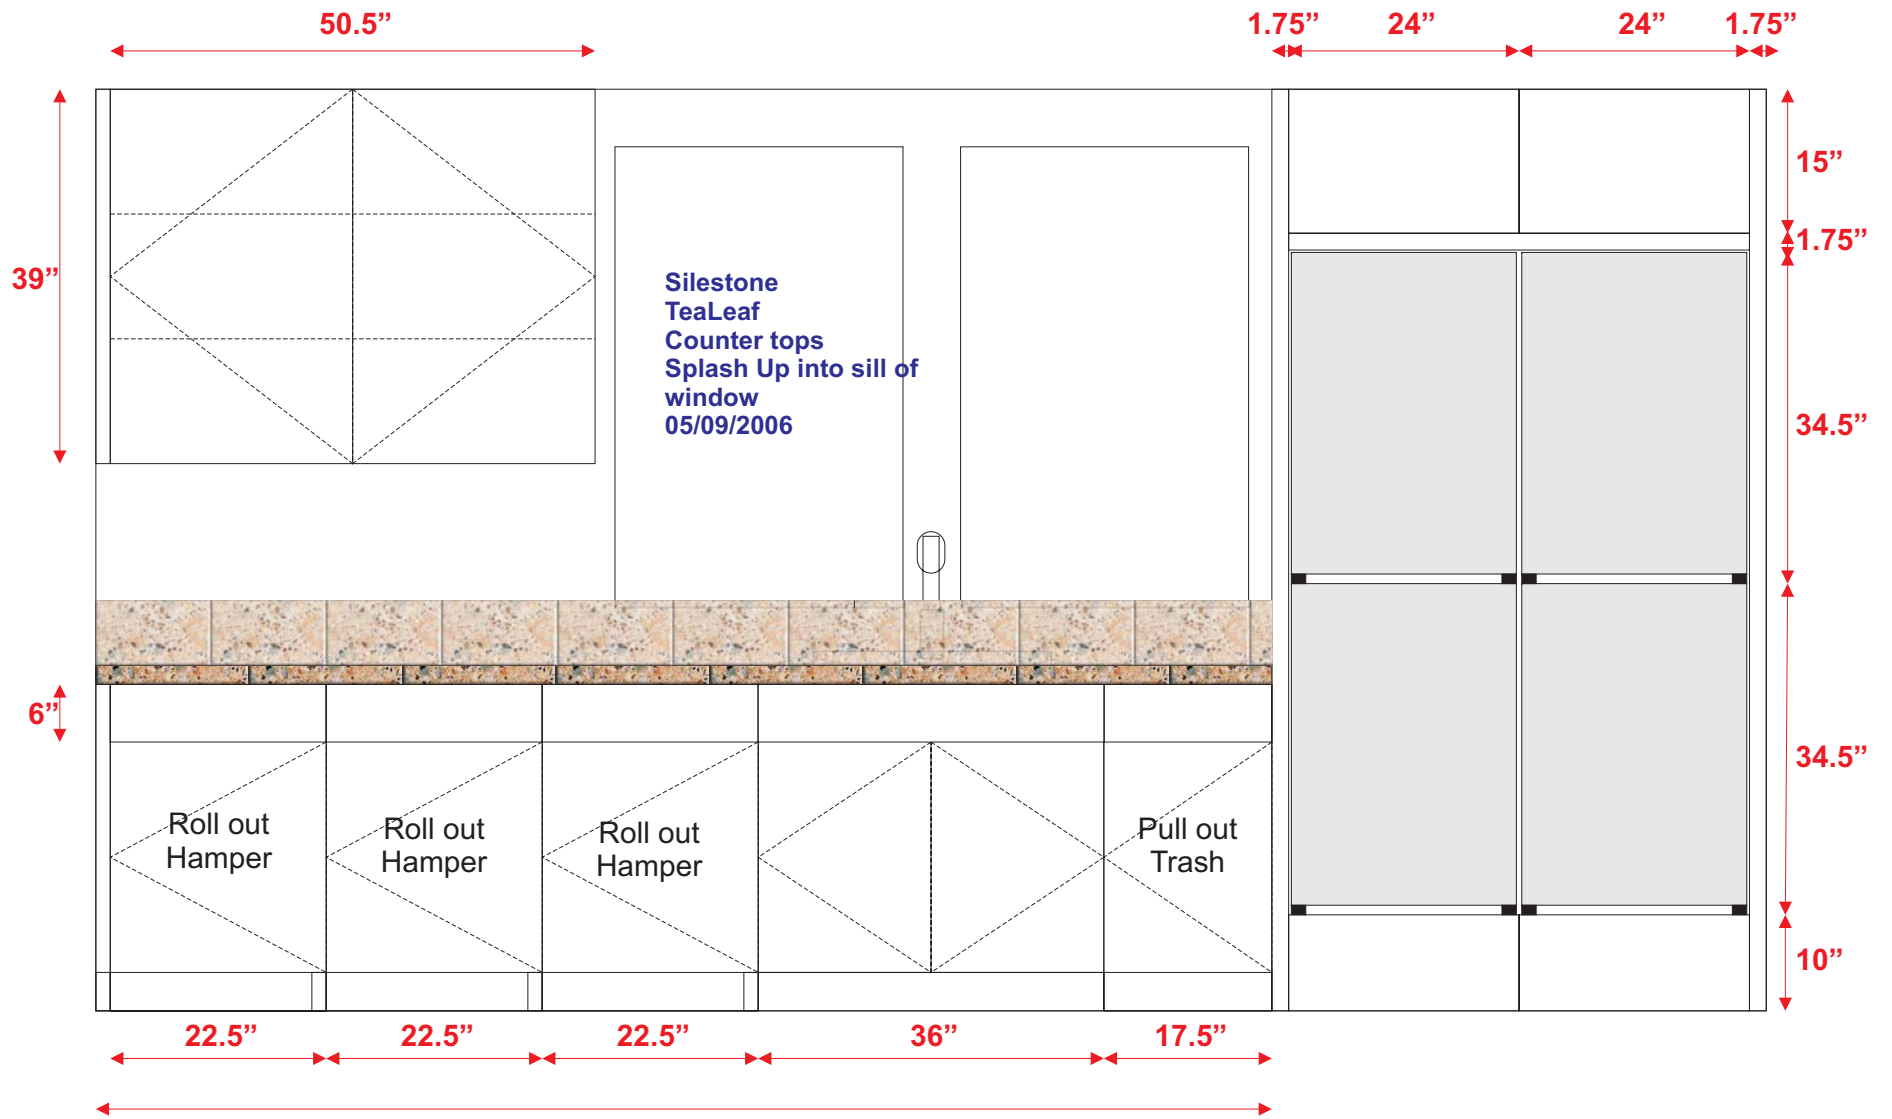 50.5”
1.75”
24”
24”
1.75”
39”
15”
1.75”
34.5”
34.5”
10”
Silestone
TeaLeaf
Counter tops
Splash Up into sill of
window
05/09/2006
6”
Roll out
Hamper
Roll out
Hamper
Roll out
Hamper
Pull out
Trash
22.5”
22.5”
22.5”
36”
17.5”